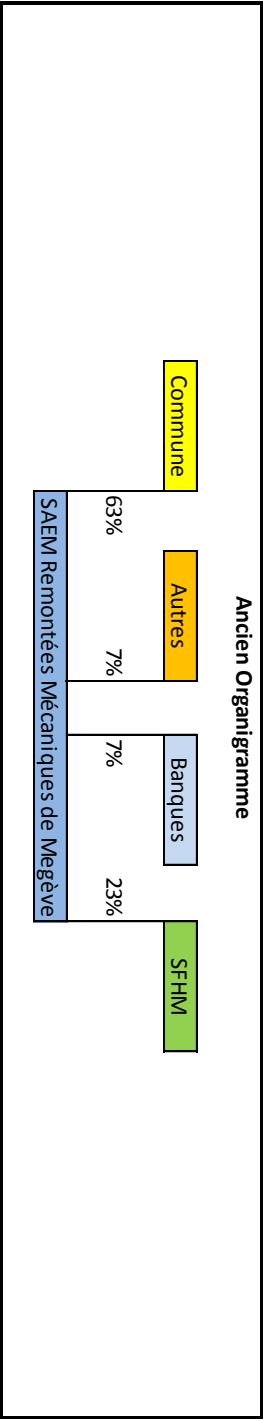 Ancien Organigramme
Commune Autres Banques SFHM
63% 7% 7% 23%
SAEM Remontées Mécaniques de Megève